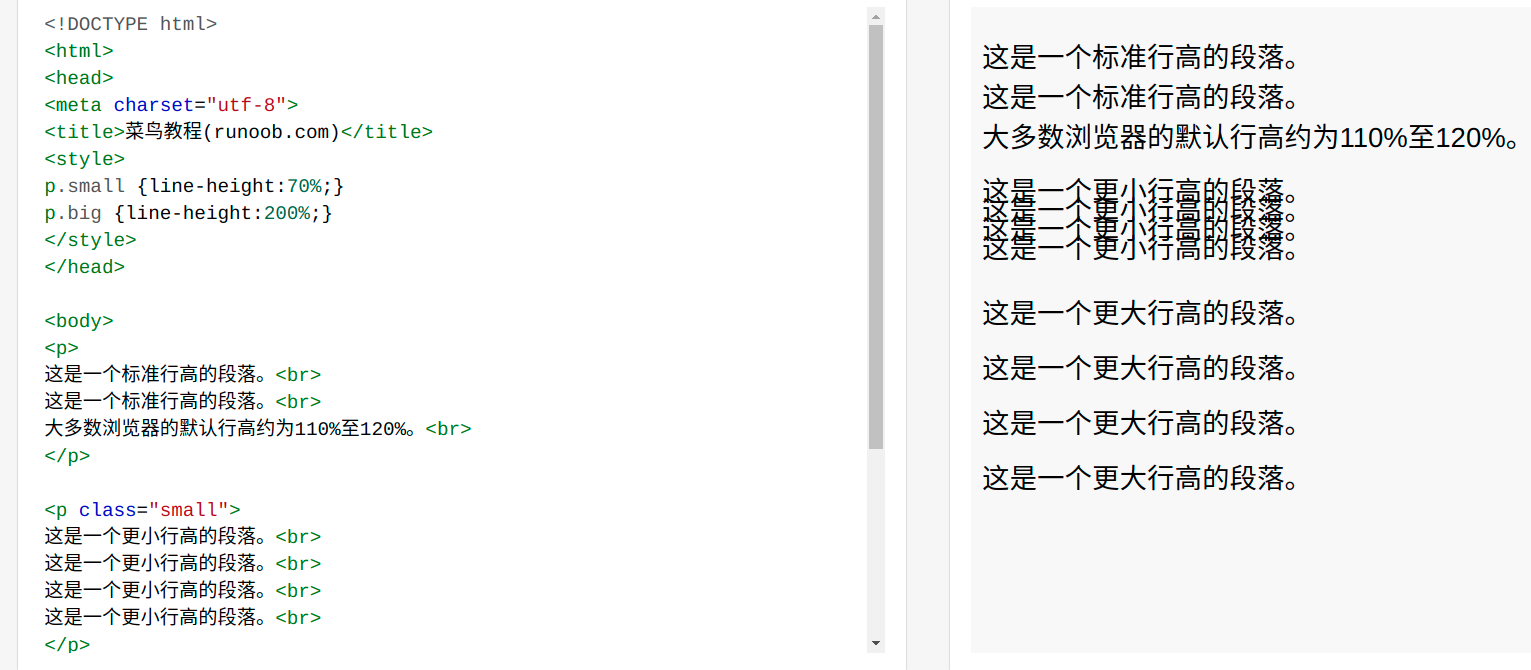 <!DOCTYPE html>
<html>
<head>
<meta charset="utf-8">
<title>菜鸟教程(runoob.com)</title>
<style>
p.small {line-height:70%;}
p.big {line-height:200%;}
</style>
</head>
<body>
<p>
这是一个标准行高的段落。<br>
这是一个标准行高的段落。<br>
大多数浏览器的默认行高约为110%至120%。<br>
</p>
<p class="small">
这是一个更小行高的段落。<br>
这是一个更小行高的段落。<br>
这是一个更小行高的段落。<br>
这是一个更小行高的段落。<br>
</p>
这是一个标准行高的段落。
这是一个标准行高的段落。
大多数浏览器的默认行高约为110%至120%。
这是一个更小行高的段落。
这是一个更小行高的段落。
这是一个更小行高的段落。
这是一个更小行高的段落。
这是一个更大行高的段落。
这是一个更大行高的段落。
这是一个更大行高的段落。
这是一个更大行高的段落。